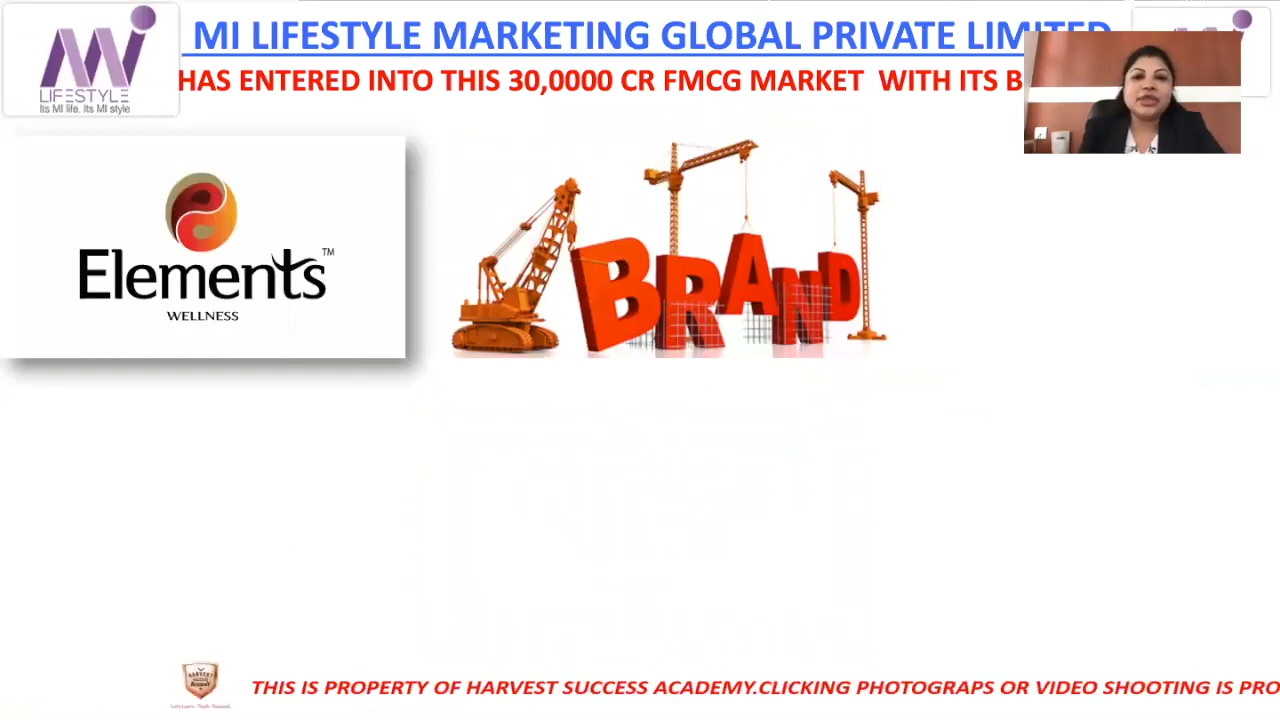 MI LIFESTYLE MARKETING GLOBAL PRIVATE LIMITED
HAS ENTERED INTO THIS 30,0000 CR FMCG MARKET WITH ITS B
LIFESTYLE
Its MI life. Its MI style
Elements™
WELLNESS
BRAND
HARVEST
THIS IS PROPERTY OF HARVEST SUCCESS ACADEMY.CLICKING PHOTOGRAPS OR VIDEO SHOOTING IS PRO